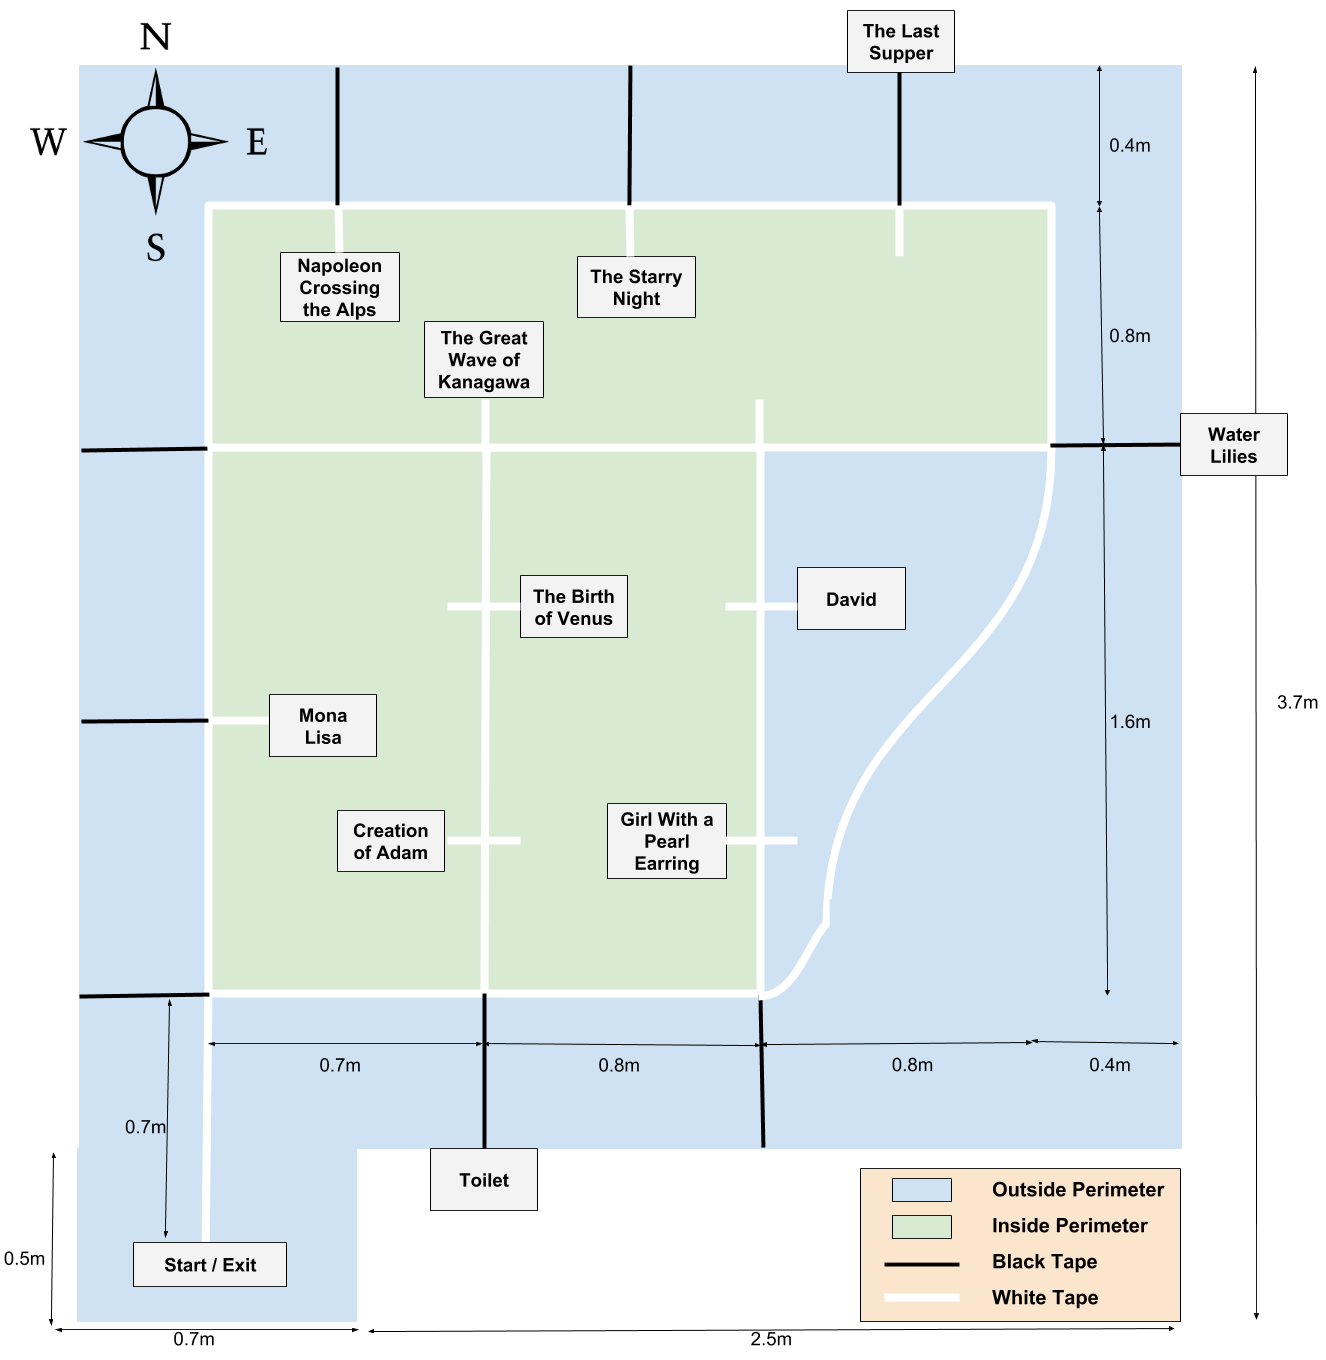 N
W
E
S
The Last
Supper
0.4m
Napoleon
Crossing
the Alps
The Starry
Night
The Great
Wave of
Kanagawa
0.8m
Water
Lilies
The Birth
of Venus
David
Mona
Lisa
3.7m
1.6m
Creation
of Adam
Girl With a
Pearl
Earring
0.7m
0.8m
0.8m
0.4m
0.7m
Toilet
Start / Exit
0.5m
0.7m
2.5m
Outside Perimeter
Inside Perimeter
Black Tape
White Tape